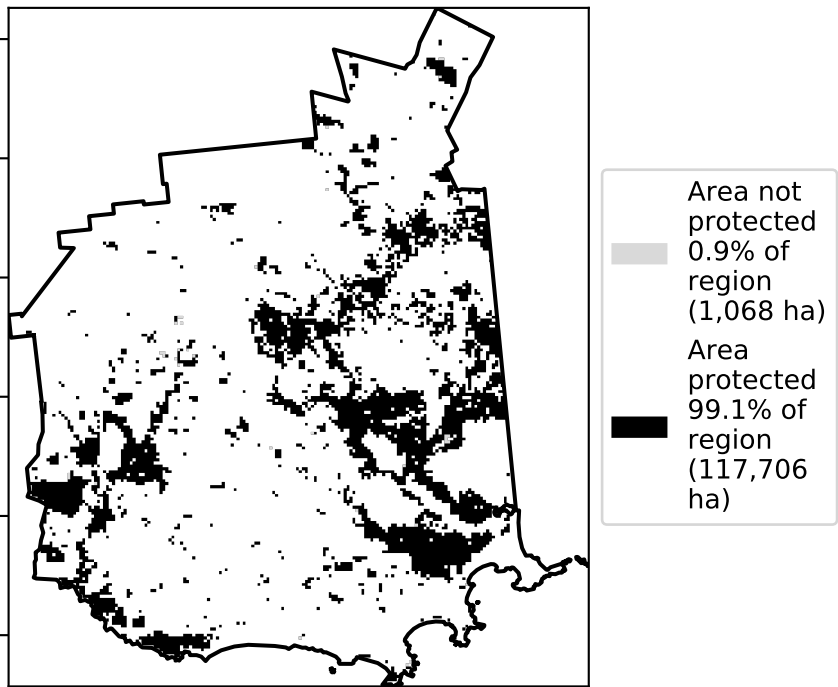 Area not
protected
0.9% of
region
(1,068 ha)
Area
protected
99.1% of
region
(117,706
ha)